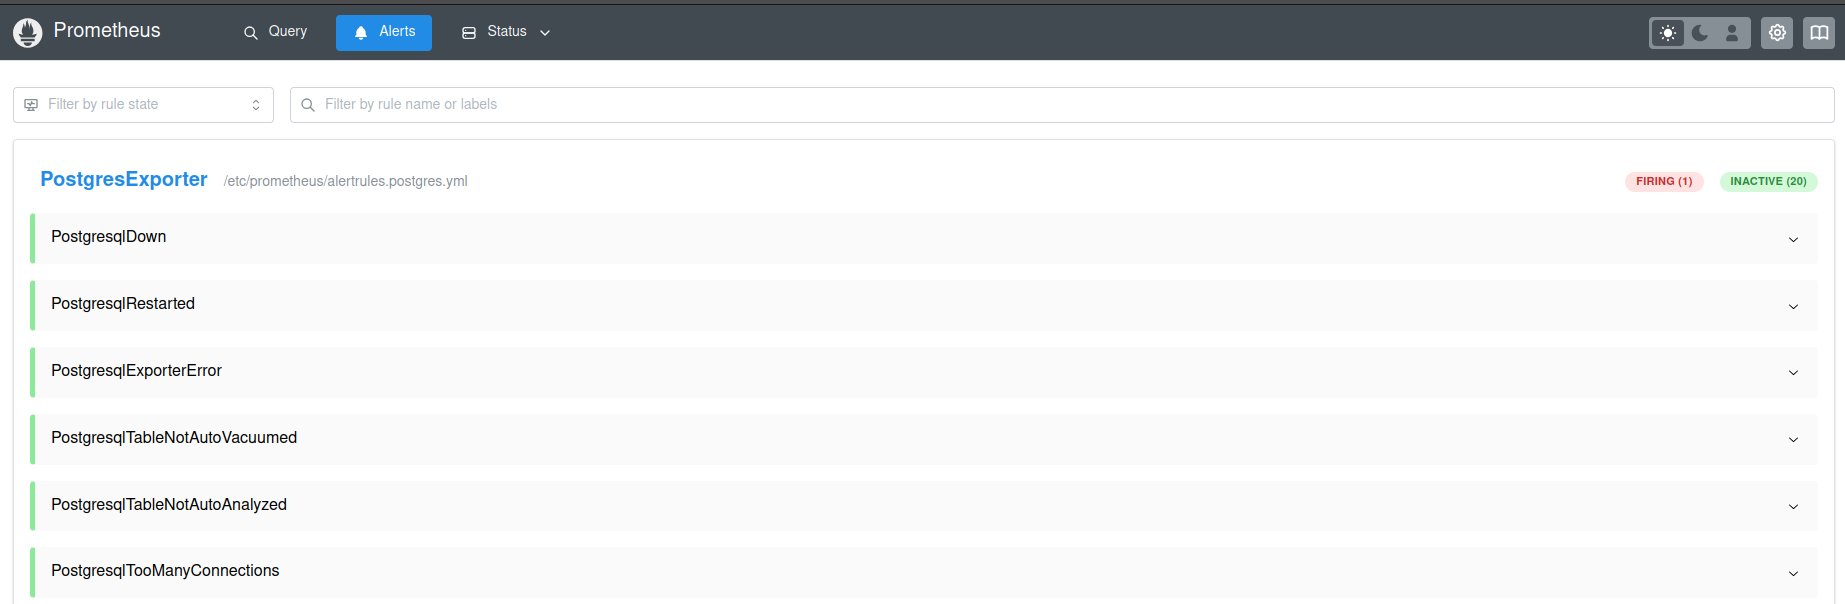 Prometheus Query Alerts Status
Filter by rule state Filter by rule name or labels
PostgresExporter /etc/prometheus/alertrules.postgres.yml FIRING (1) INACTIVE (20)
PostgresqlDown
PostgresqlRestarted
PostgresqlExporterError
PostgresqlTableNotAutoVacuumed
PostgresqlTableNotAutoAnalyzed
PostgresqlTooManyConnections